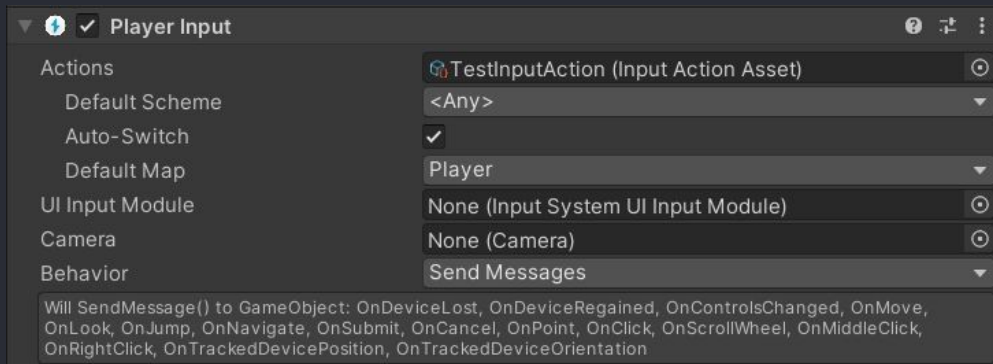 Player Input
Actions TestInputAction (Input Action Asset)
Default Scheme <Any>
Auto-Switch
Default Map Player
UI Input Module None (Input System UI Input Module)
Camera None (Camera)
Behavior Send Messages
Will SendMessage() to GameObject: OnDeviceLost, OnDeviceRegained, OnControlsChanged, OnMove,
OnLook, OnJump, OnNavigate, OnSubmit, OnCancel, OnPoint, OnClick, OnScrollWheel, OnMiddleClick,
OnRightClick, OnTrackedDevicePosition, OnTrackedDeviceOrientation